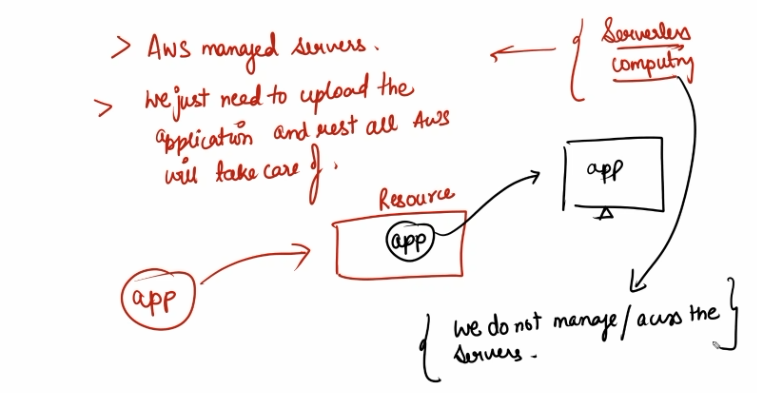 > AWS managed servers.
> We just need to upload the
application and rest all AWS
will take care of.
Serverless
computing
Resource
app
app
app
{ we do not manage / access the }
servers.